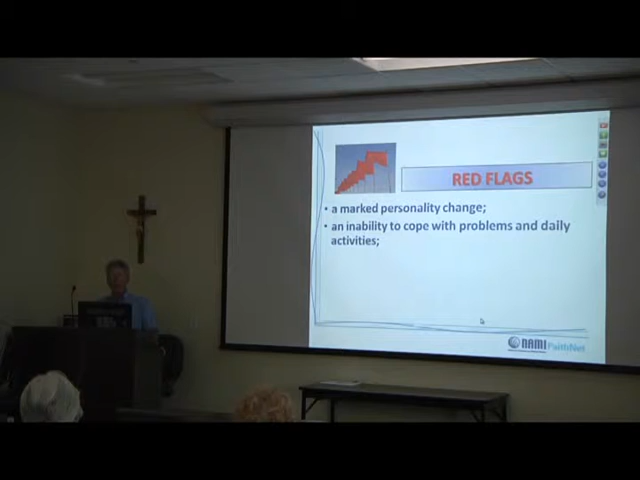 RED FLAGS
• a marked personality change;
• an inability to cope with problems and daily
activities;
NAMI FaithNet